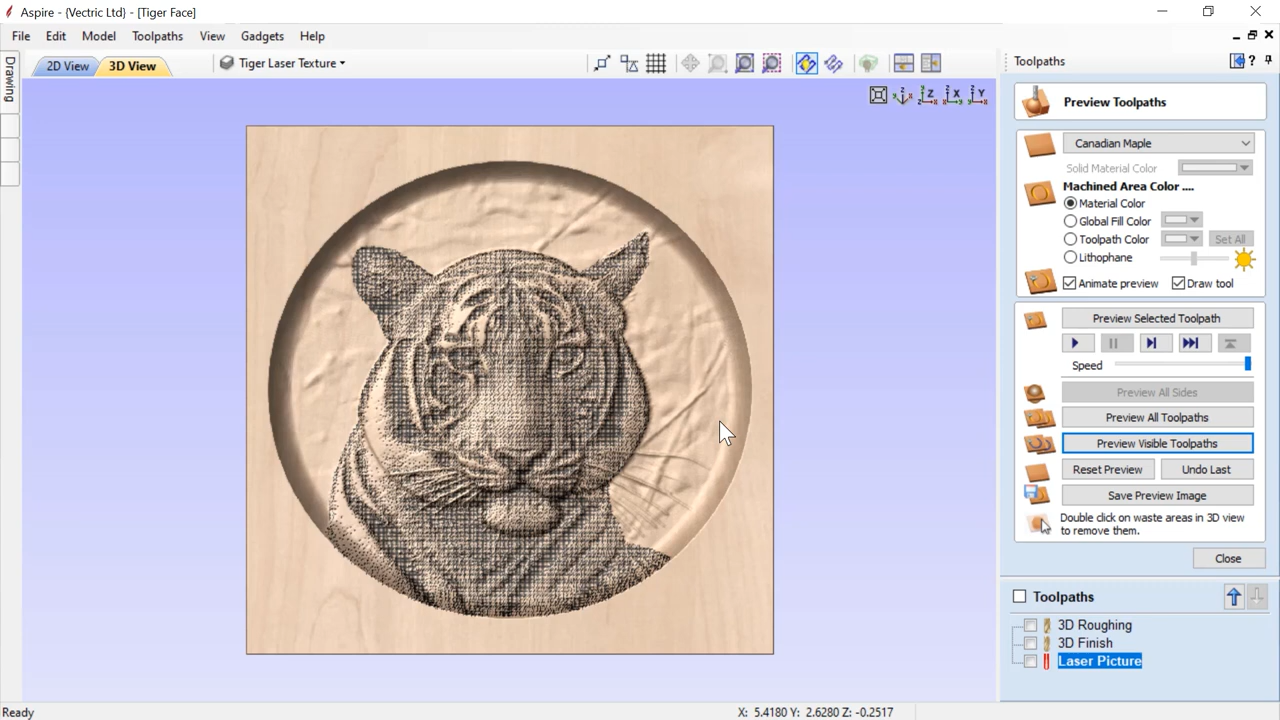 Aspire - {Vectric Ltd} - [Tiger Face]
File Edit Model Toolpaths View Gadgets Help
Drawing
2D View 3D View Tiger Laser Texture
Z X Y
Toolpaths ?
Preview Toolpaths
Canadian Maple
Solid Material Color
Machined Area Color ....
Material Color
Global Fill Color
Toolpath Color Set All
Lithophane
Animate preview Draw tool
Preview Selected Toolpath
Speed
Preview All Sides
Preview All Toolpaths
Preview Visible Toolpaths
Reset Preview Undo Last
Save Preview Image
Double click on waste areas in 3D view
to remove them.
Close
Toolpaths
3D Roughing
3D Finish
Laser Picture
Ready X: 5.4180 Y: 2.6280 Z: -0.2517